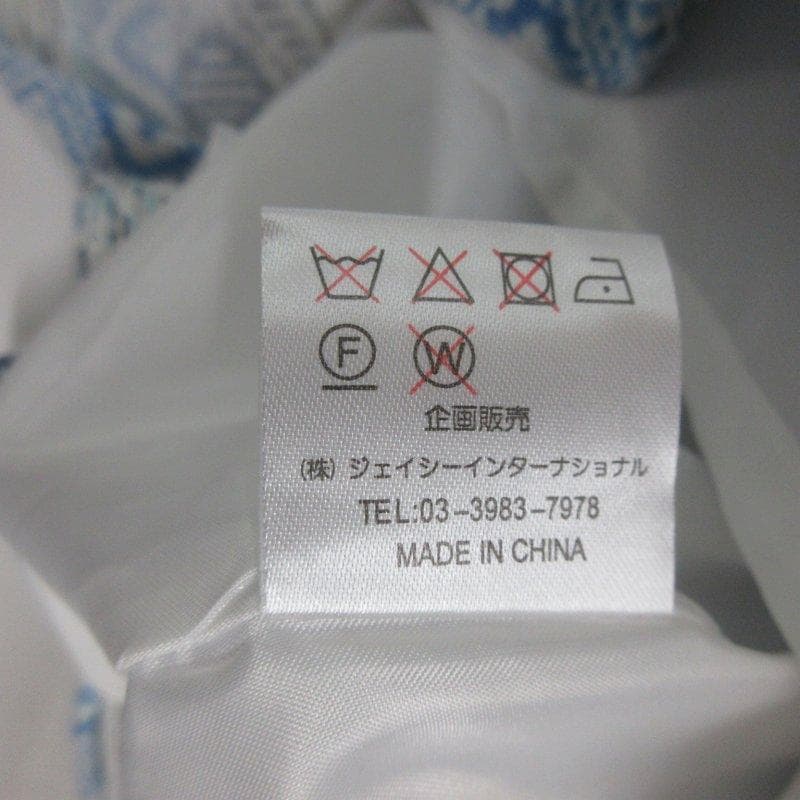 F W
企画販売
(株) ジェイシーインターナショナル
TEL:03-3983-7978
MADE IN CHINA